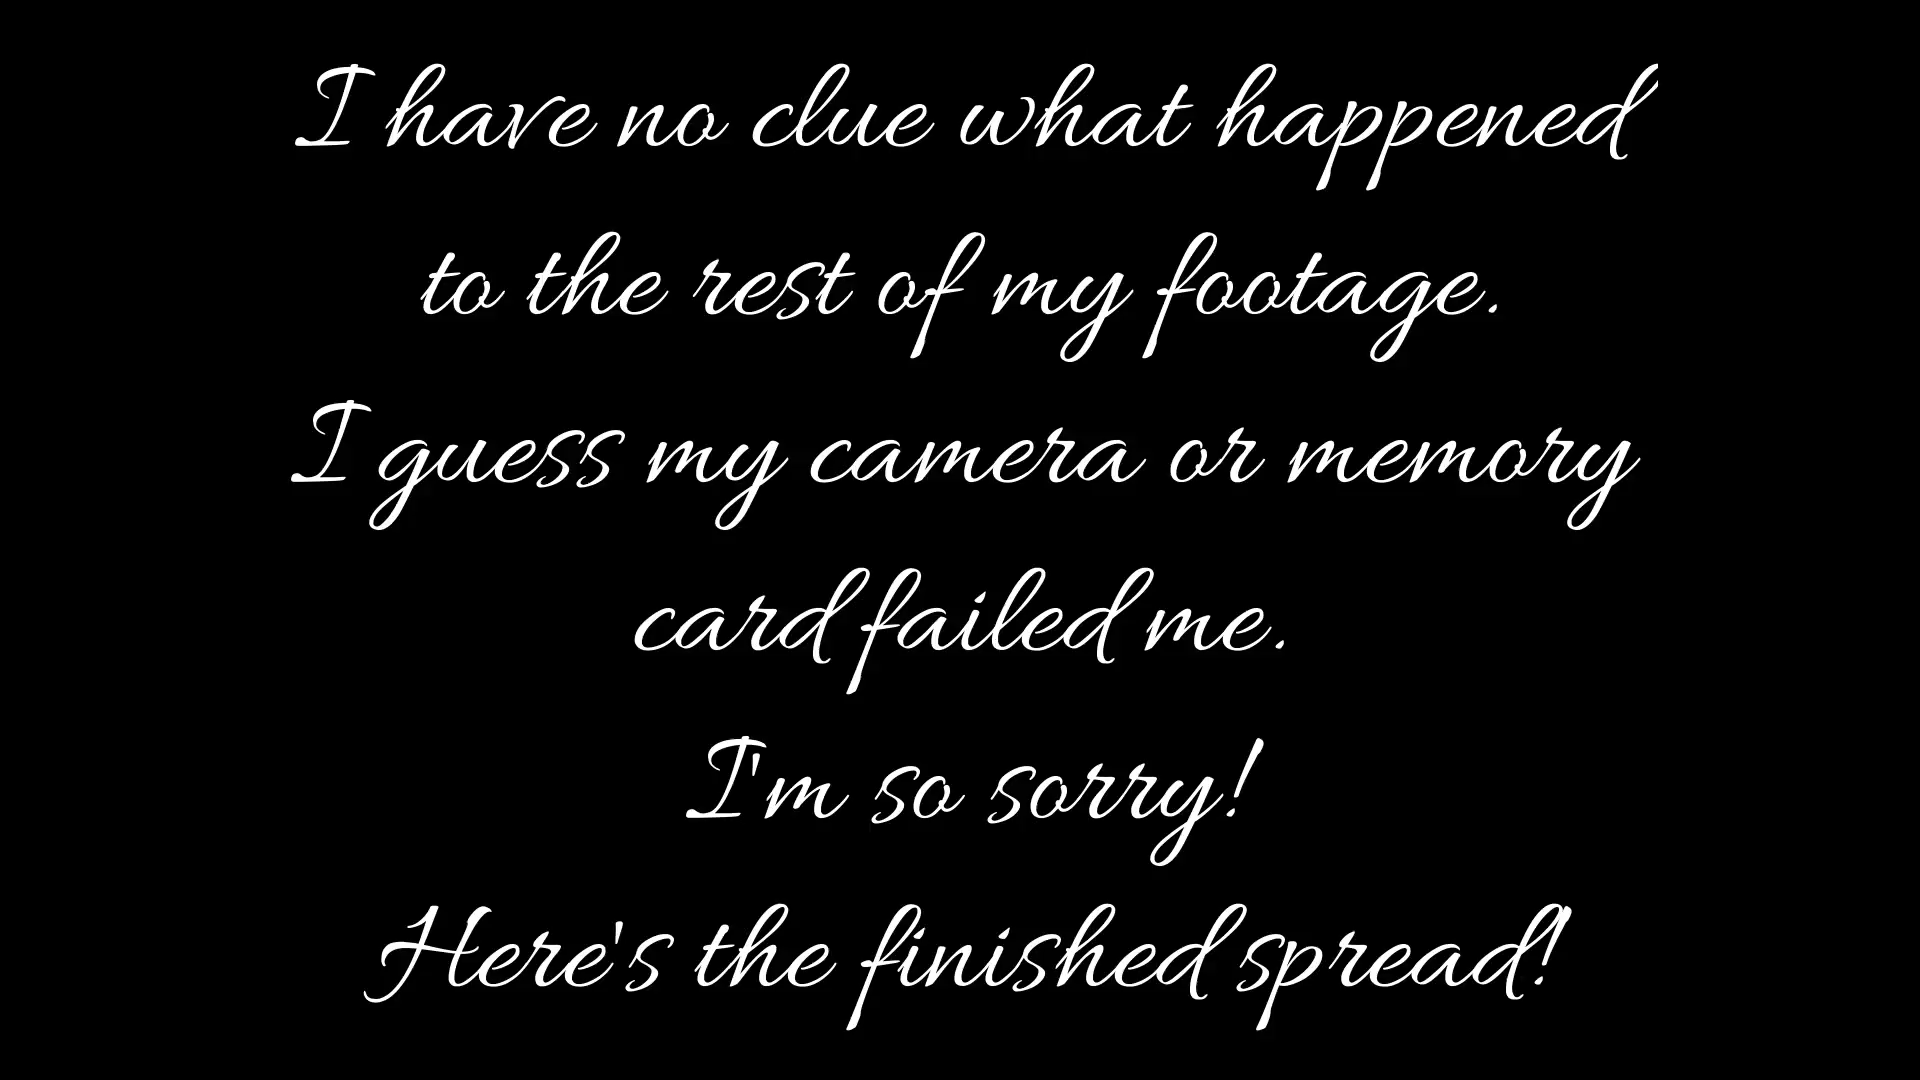 I have no clue what happened
to the rest of my footage.
I guess my camera or memory
card failed me.
I'm so sorry!
Here's the finished spread!